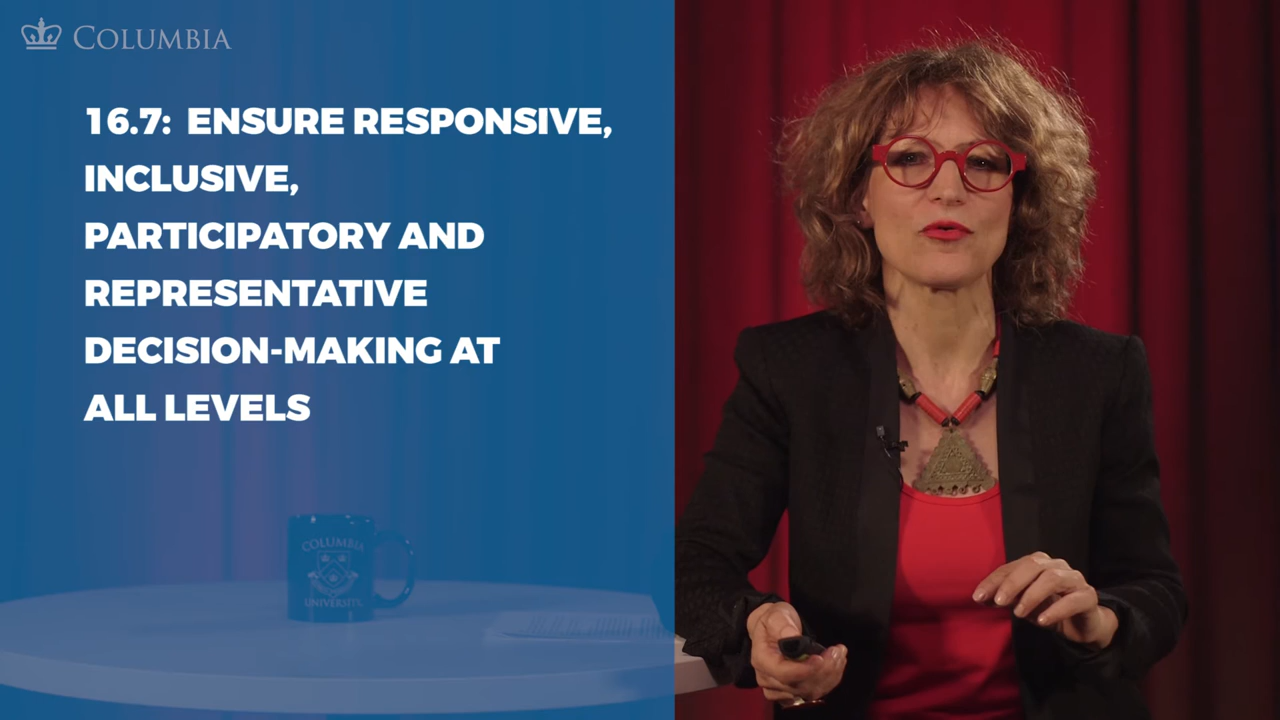 COLUMBIA
16.7: ENSURE RESPONSIVE,
INCLUSIVE,
PARTICIPATORY AND
REPRESENTATIVE
DECISION-MAKING AT
ALL LEVELS
COLUMBIA
UNIVERSITY